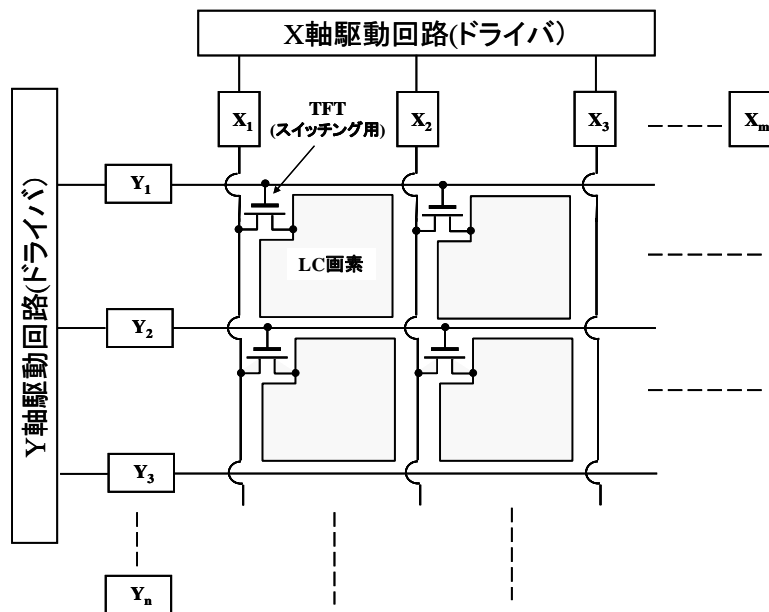 X軸駆動回路(ドライバ）
Y軸駆動回路(ドライバ)
X1
TFT
(スイッチング用)
X2
X3
Xm
Y1
LC画素
Y2
Y3
Yn